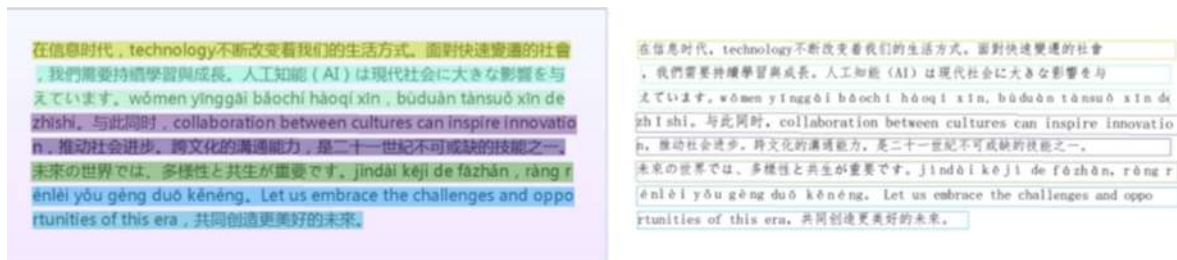 在信息时代，technology不断改变着我们的生活方式。面對快速變遷的社會
，我們需要持續學習與成長。人工知能（AI）は現代社会に大きな影響を与
えています。wǒmen yīnggāi bǎochí hàoqí xīn，bùduàn tànsuǒ xīn de
zhīshi。与此同时，collaboration between cultures can inspire innovatio
n，推动社会进步。跨文化的溝通能力，是二十一世紀不可或缺的技能之一。
未来の世界では、多様性と共生が重要です。jìndài kējì de fāzhǎn，ràng r
énlèi yǒu gèng duō kěnéng。Let us embrace the challenges and oppo
rtunities of this era，共同创造更美好的未來。
在信息时代，technology不断改变着我们的生活方式。面對快速變遷的社會
，我們需要持續學習與成長。人工知能（AI）は現代社会に大きな影響を与
えています。wǒmen yīnggāi bǎochí hàoqí xīn，bùduàn tànsuǒ xīn de
zhīshi。与此同时，collaboration between cultures can inspire innovatio
n，推动社会进步。跨文化的溝通能力，是二十一世紀不可或缺的技能之一。
未來の世界では、多様性と共生が重要です。jìndài kējì de fāzhǎn，ràng r
énlèi yǒu gèng duō kěnéng。Let us embrace the challenges and oppo
rtunities of this era，共同创造更美好的未来。